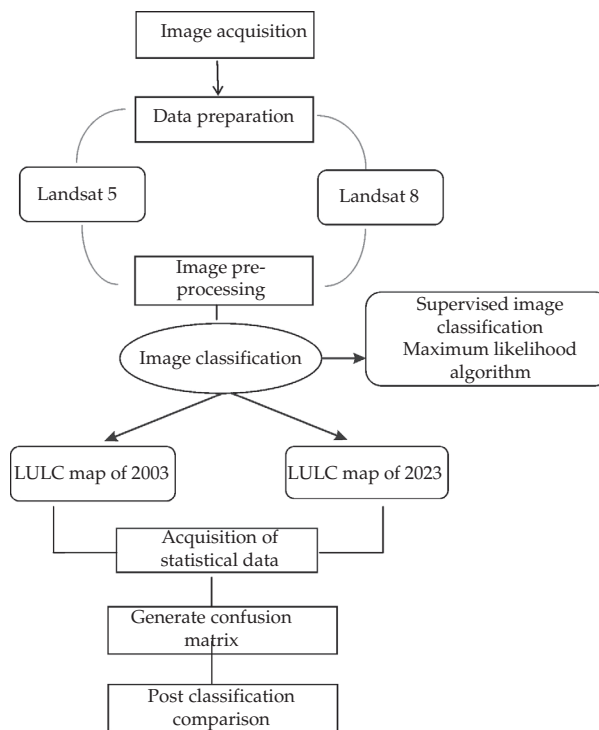 Image acquisition
Data preparation
Landsat 5
Landsat 8
Image pre-
processing
Image classification
Supervised image
classification
Maximum likelihood
algorithm
LULC map of 2003
LULC map of 2023
Acquisition of
statistical data
Generate confusion
matrix
Post classification
comparison